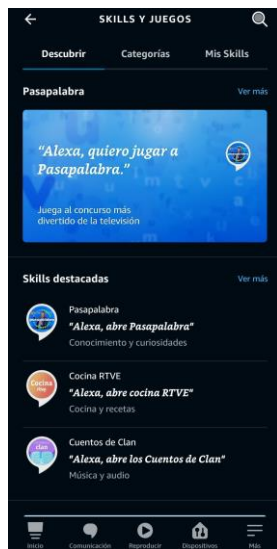 SKILLS Y JUEGOS
Descubrir Categorías Mis Skills
Pasapalabra Ver más
"Alexa, quiero jugar a
Pasapalabra."
Juega al concurso más
divertido de la televisión
Skills destacadas Ver más
Pasapalabra
"Alexa, abre Pasapalabra"
Conocimiento y curiosidades
Cocina
Cocina RTVE
"Alexa, abre cocina RTVE"
Cocina y recetas
clan
Cuentos de Clan
"Alexa, abre los Cuentos de Clan"
Música y audio
Inicio Comunicación Reproducir Dispositivos Más